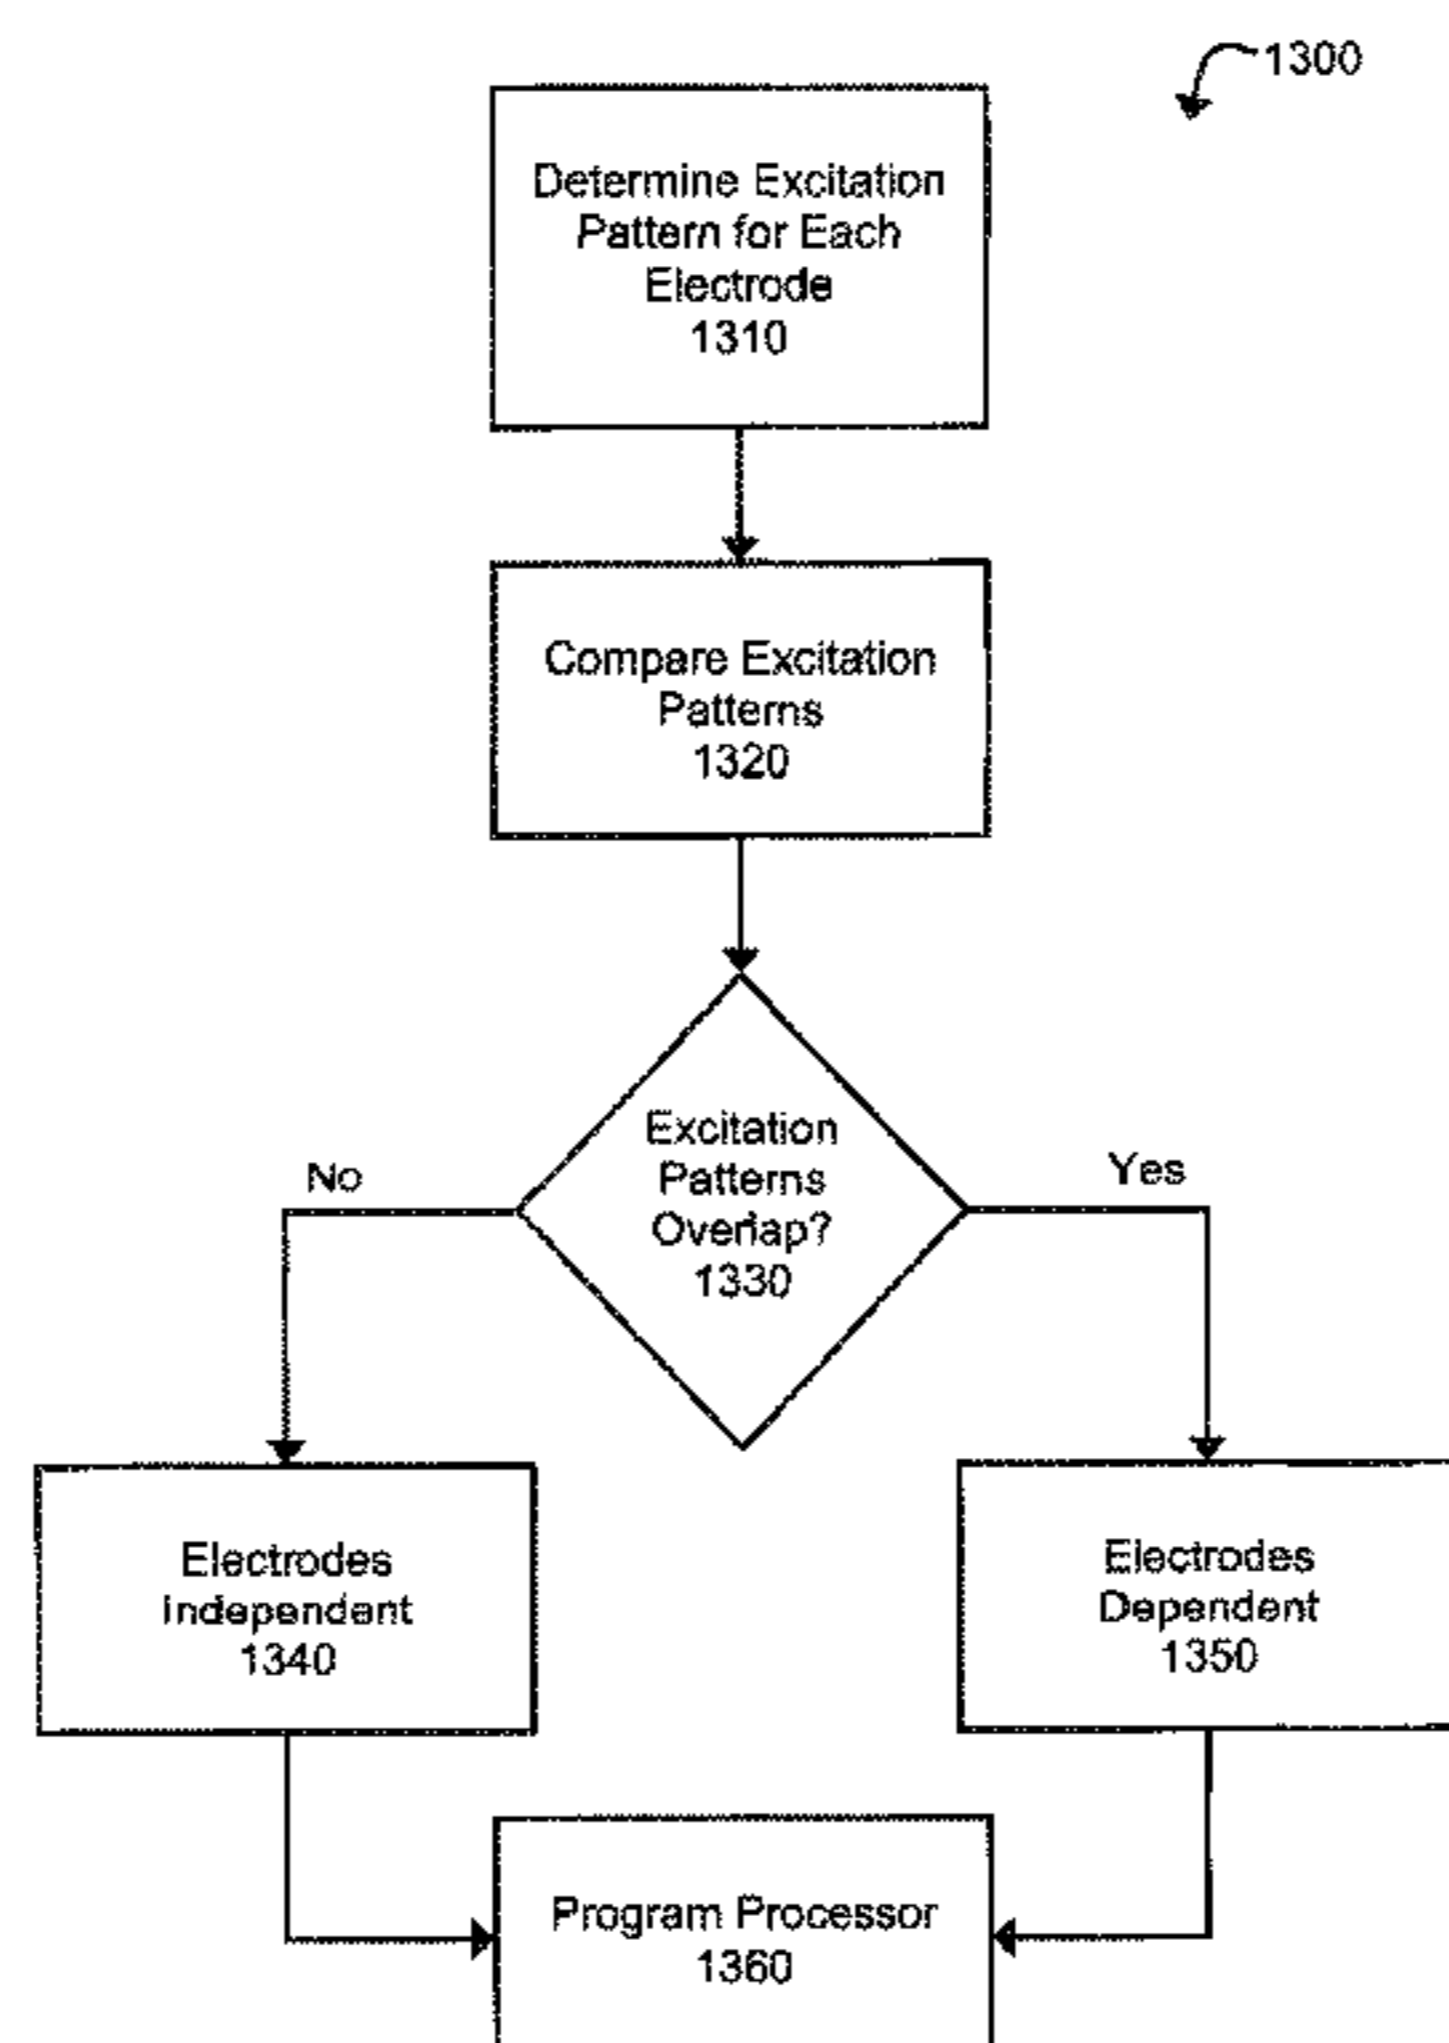 1300
Determine Excitation
Pattern for Each
Electrode
1310
Compare Excitation
Patterns
1320
Excitation
Patterns
Overlap?
1330
No
Yes
Electrodes
Independent
1340
Electrodes
Dependent
1350
Program Processor
1360